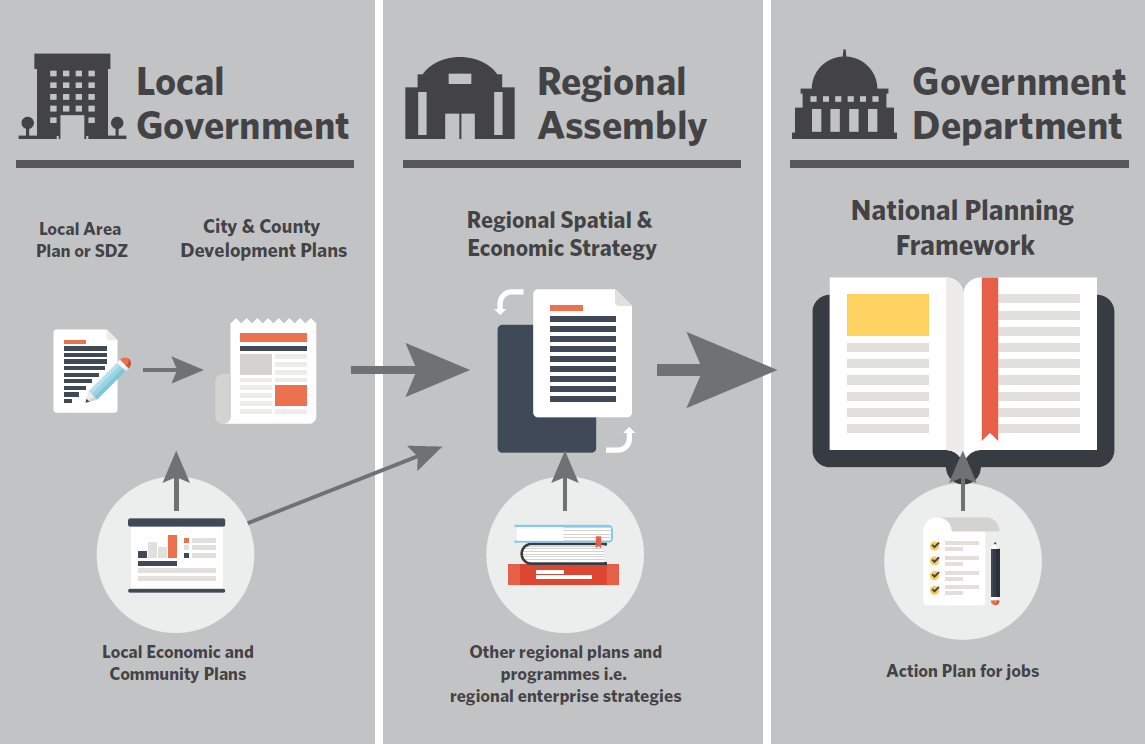 Local
Government
Regional
Assembly
Government
Department
Local Area
Plan or SDZ
City & County
Development Plans
Regional Spatial &
Economic Strategy
National Planning
Framework
Local Economic and
Community Plans
Other regional plans and
programmes i.e.
regional enterprise strategies
Action Plan for jobs